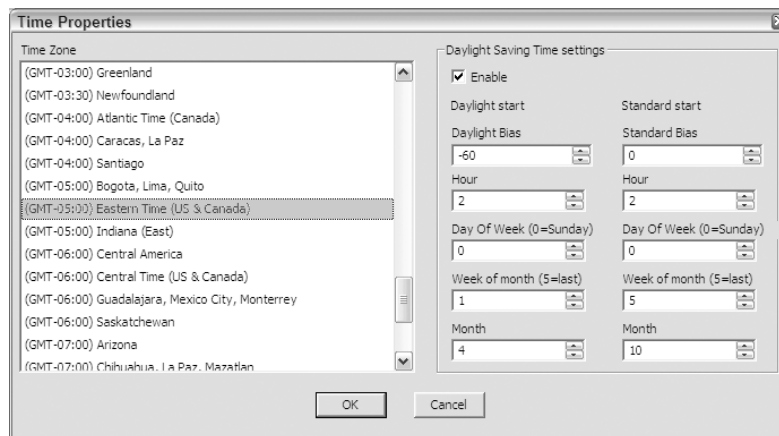 Time Properties
Time Zone
(GMT-03:00) Greenland
(GMT-03:30) Newfoundland
(GMT-04:00) Atlantic Time (Canada)
(GMT-04:00) Caracas, La Paz
(GMT-04:00) Santiago
(GMT-05:00) Bogota, Lima, Quito
(GMT-05:00) Eastern Time (US & Canada)
(GMT-05:00) Indiana (East)
(GMT-06:00) Central America
(GMT-06:00) Central Time (US & Canada)
(GMT-06:00) Guadalajara, Mexico City, Monterrey
(GMT-06:00) Saskatchewan
(GMT-07:00) Arizona
(GMT-07:00) Chihuahua, La Paz, Mazatlan
Daylight Saving Time settings
Enable
Daylight start
Daylight Bias
-60
Hour
2
Day Of Week (0=Sunday)
0
Week of month (5=last)
1
Month
4
Standard start
Standard Bias
0
Hour
2
Day Of Week (0=Sunday)
0
Week of month (5=last)
5
Month
10
OK
Cancel